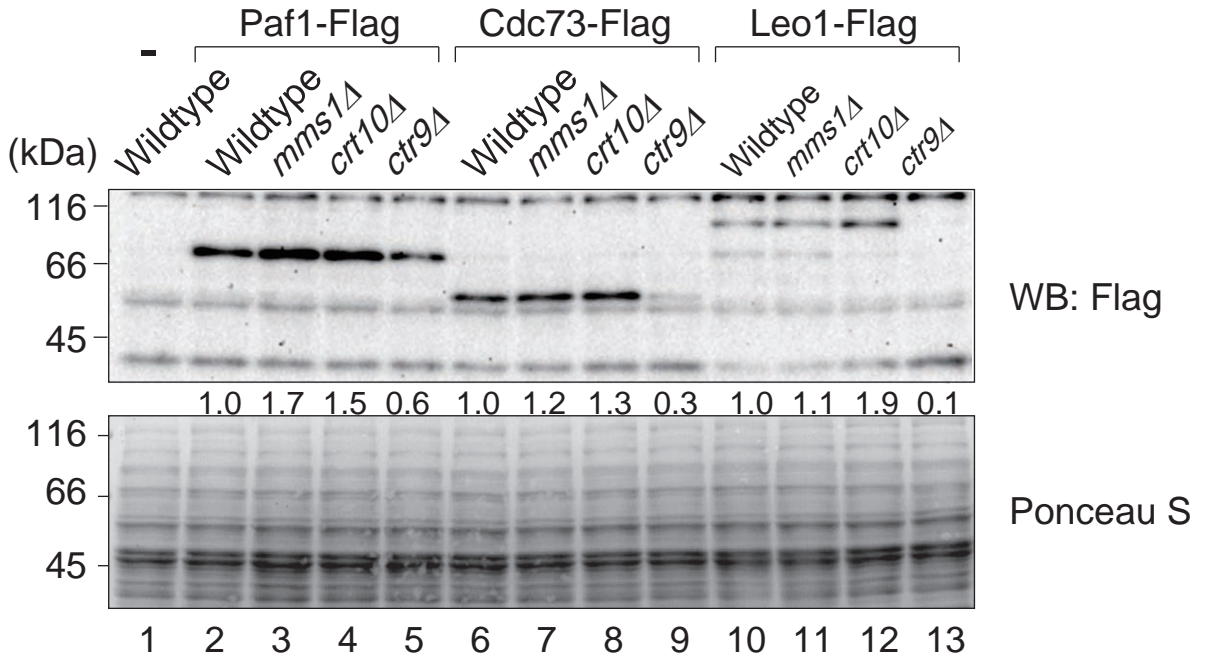 Paf1-Flag Cdc73-Flag Leo1-Flag
-
(kDa) Wildtype Wildtype mms1Δ crt10Δ ctr9Δ Wildtype mms1Δ crt10Δ ctr9Δ Wildtype mms1Δ crt10Δ ctr9Δ
116
66
WB: Flag
45
1.0 1.7 1.5 0.6 1.0 1.2 1.3 0.3 1.0 1.1 1.9 0.1
116
66
Ponceau S
45
1 2 3 4 5 6 7 8 9 10 11 12 13